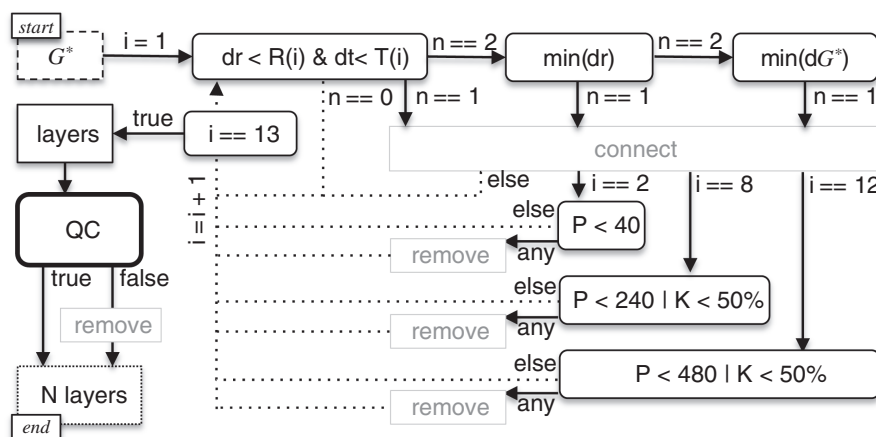 start
G* i = 1 dr < R(i) & dt< T(i) n == 2 min(dr) n == 2 min(dG*)
n == 0 n == 1 n == 1 n == 1
layers true i == 13 connect
else i == 2 i == 8 i == 12
i = i + 1
QC else P < 40
remove any
true false else P < 240 | K < 50%
remove remove any
else P < 480 | K < 50%
N layers remove any
end